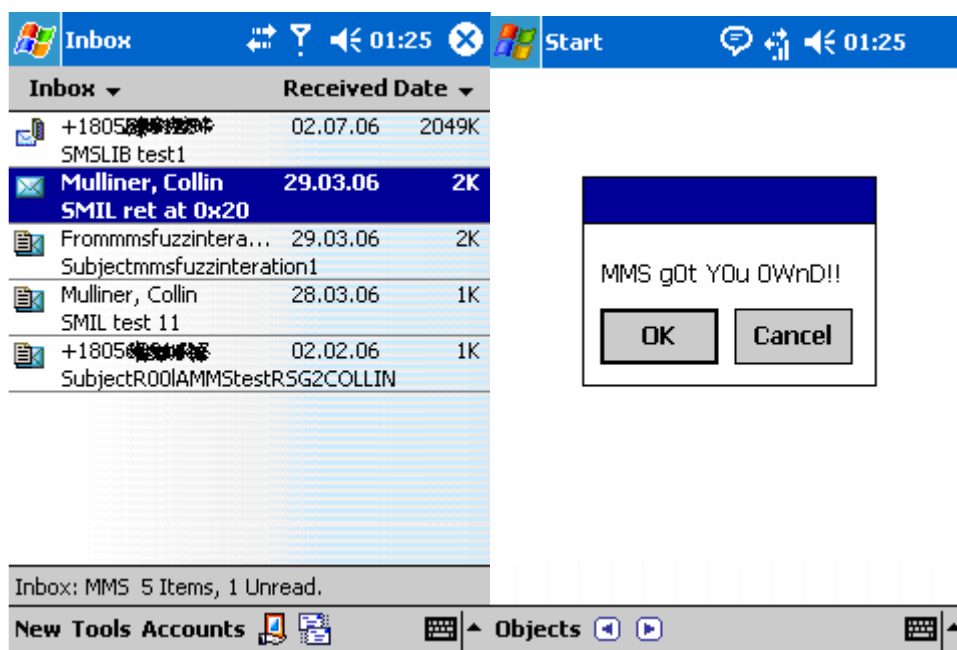 Inbox 01:25
Inbox Received Date
+1805 02.07.06 2049K
SMSLIB test1
Mulliner, Collin 29.03.06 2K
SMIL ret at 0x20
Frommmsfuzzintera... 29.03.06 2K
Subjectmmsfuzzinteration1
Mulliner, Collin 28.03.06 1K
SMIL test 11
+1805 02.02.06 1K
SubjectR00lAMMStestRSG2COLLIN
Inbox: MMS 5 Items, 1 Unread.
New Tools Accounts
Start 01:25
MMS g0t Y0u 0WnD!!
OK Cancel
Objects